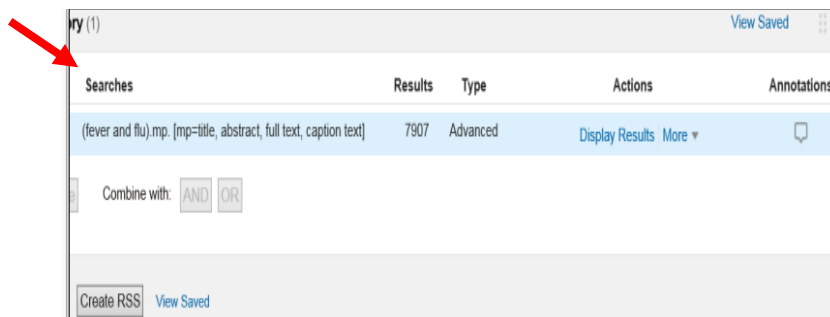 ry (1) View Saved
Searches Results Type Actions Annotations
(fever and flu).mp. [mp=title, abstract, full text, caption text] 7907 Advanced Display Results More ▼
e Combine with: AND OR
Create RSS View Saved